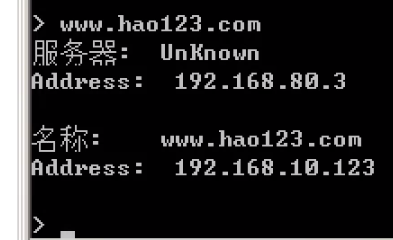 > www.hao123.com
服务器: UnKnown
Address: 192.168.80.3
名称: www.hao123.com
Address: 192.168.10.123
>